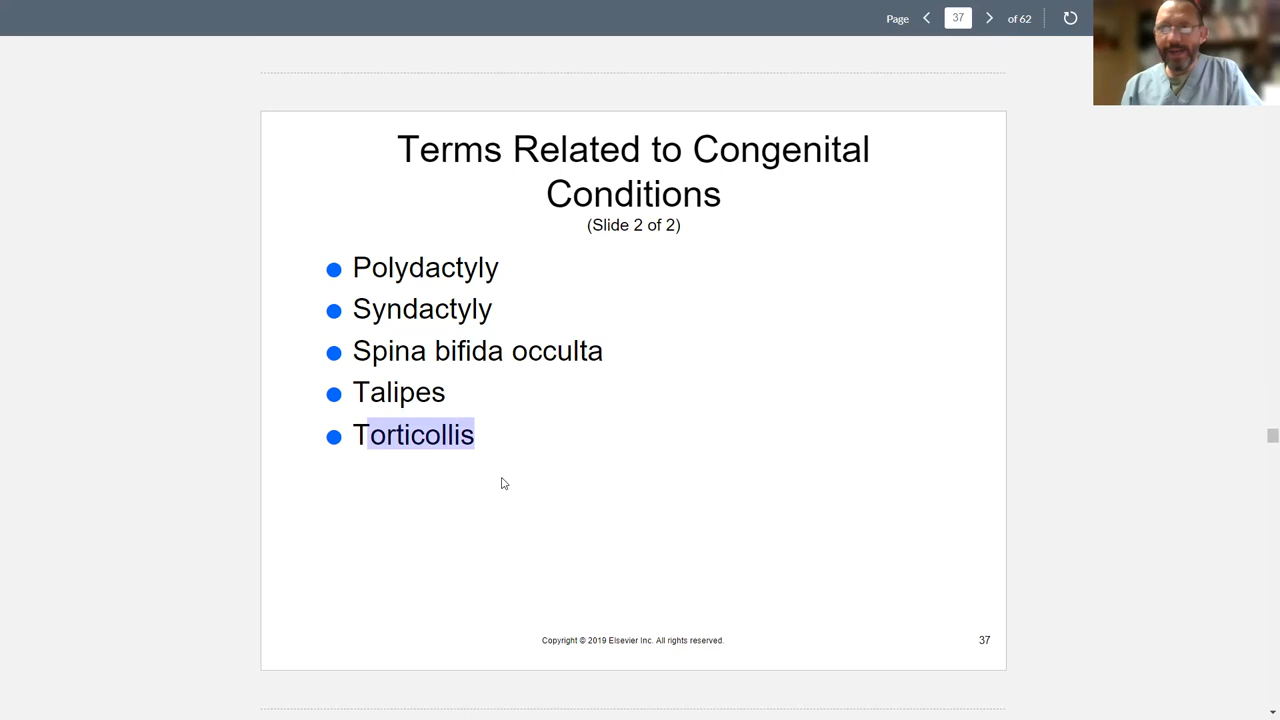 Page 37 of 62
Terms Related to Congenital
Conditions
(Slide 2 of 2)
Polydactyly
Syndactyly
Spina bifida occulta
Talipes
Torticollis
Copyright © 2019 Elsevier Inc. All rights reserved.
37